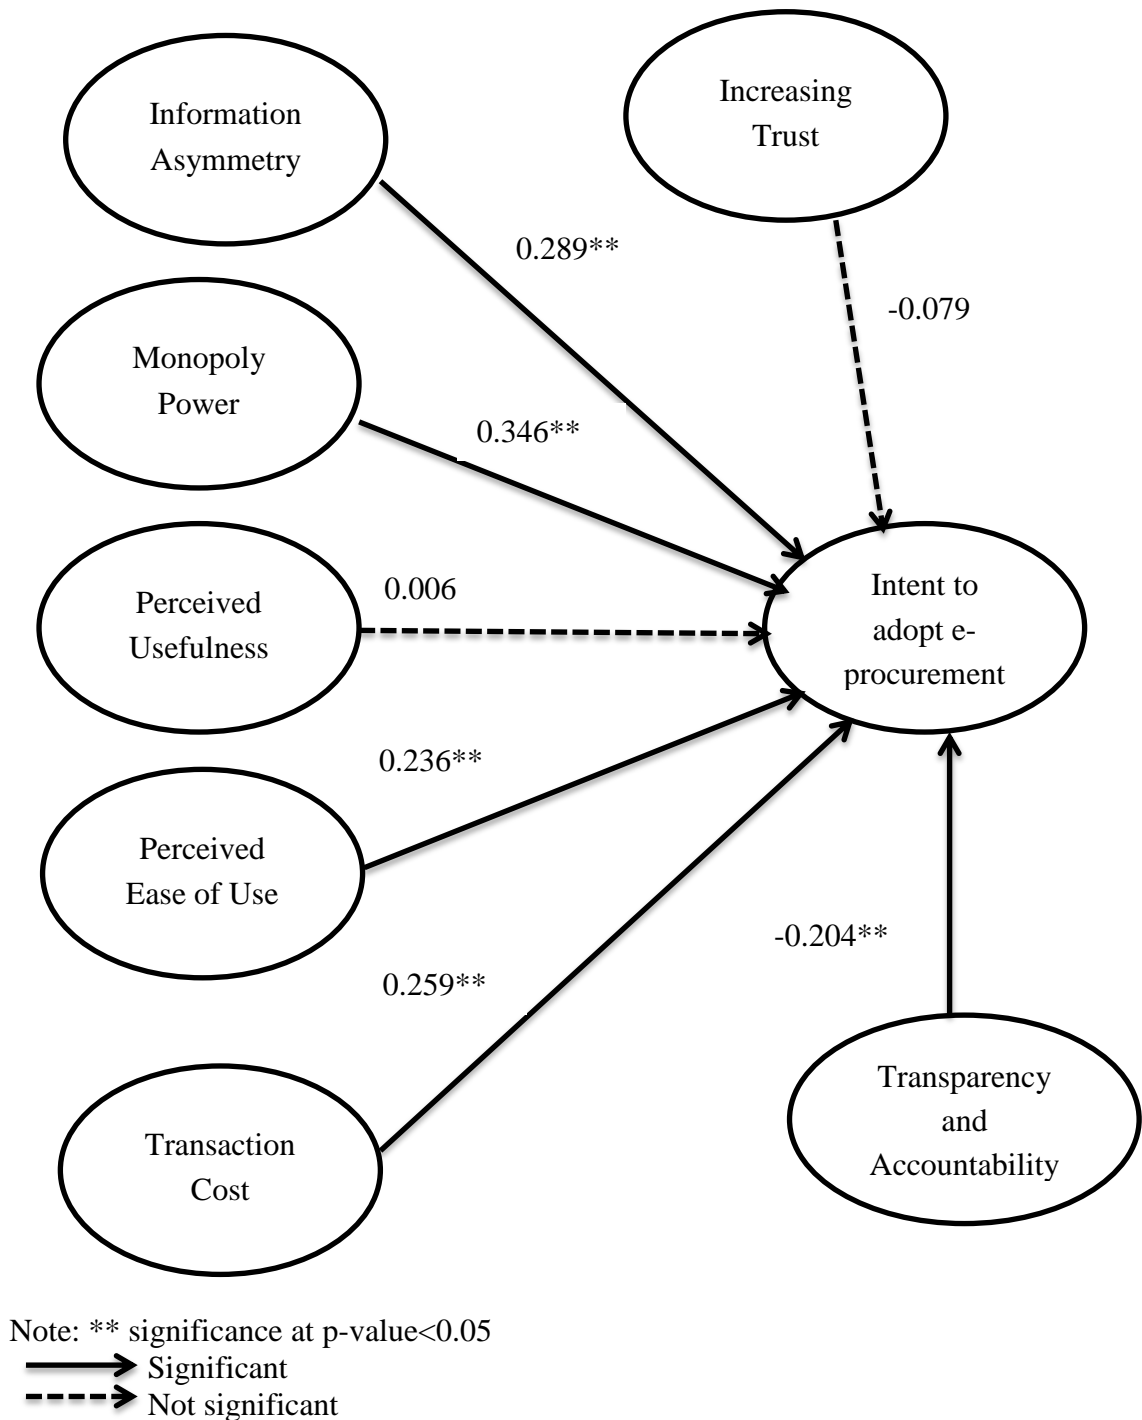 Information
Asymmetry
Increasing
Trust
0.289**
-0.079
Monopoly
Power
0.346**
Perceived
Usefulness
0.006
Intent to
adopt e-
procurement
Perceived
Ease of Use
0.236**
-0.204**
0.259**
Transaction
Cost
Transparency
and
Accountability
Note: ** significance at p-value<0.05
Significant
Not significant